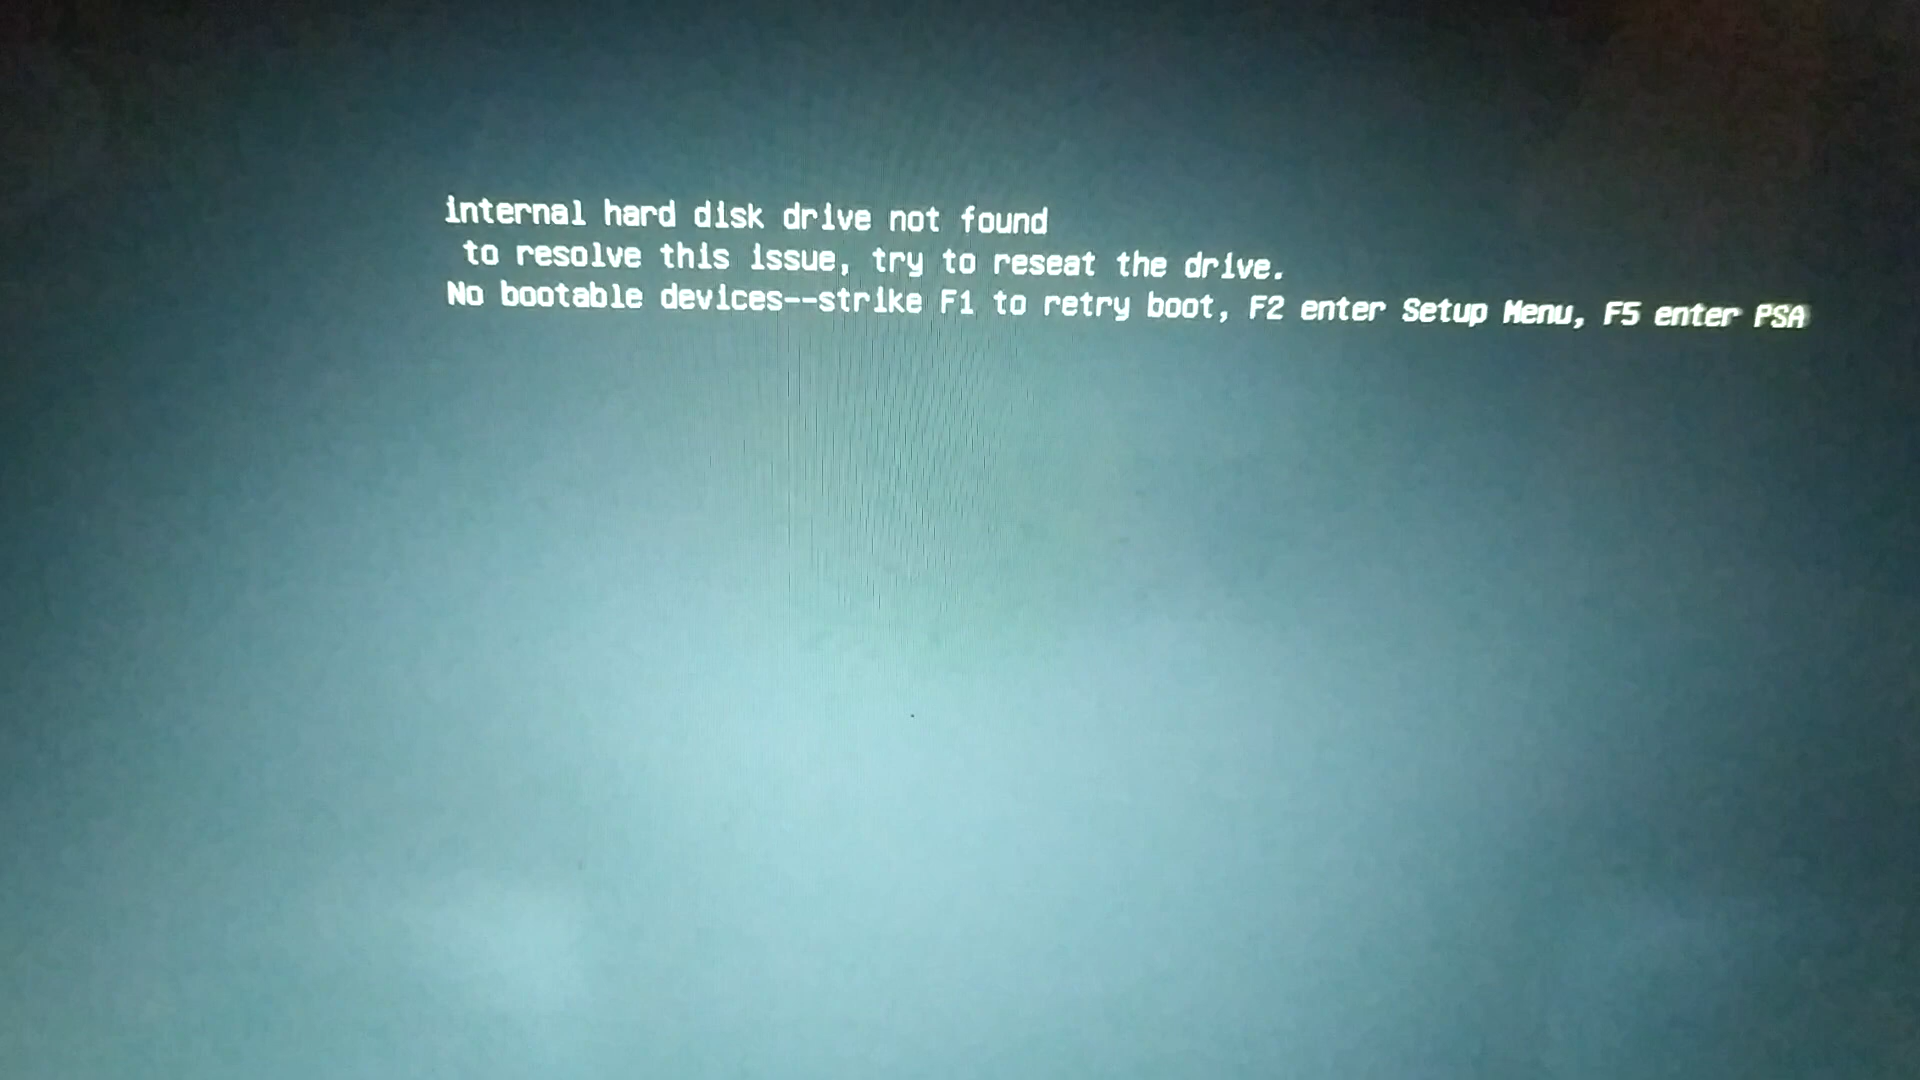 internal hard disk drive not found
to resolve this issue, try to reseat the drive.
No bootable devices--strike F1 to retry boot, F2 enter Setup Menu, F5 enter PSA